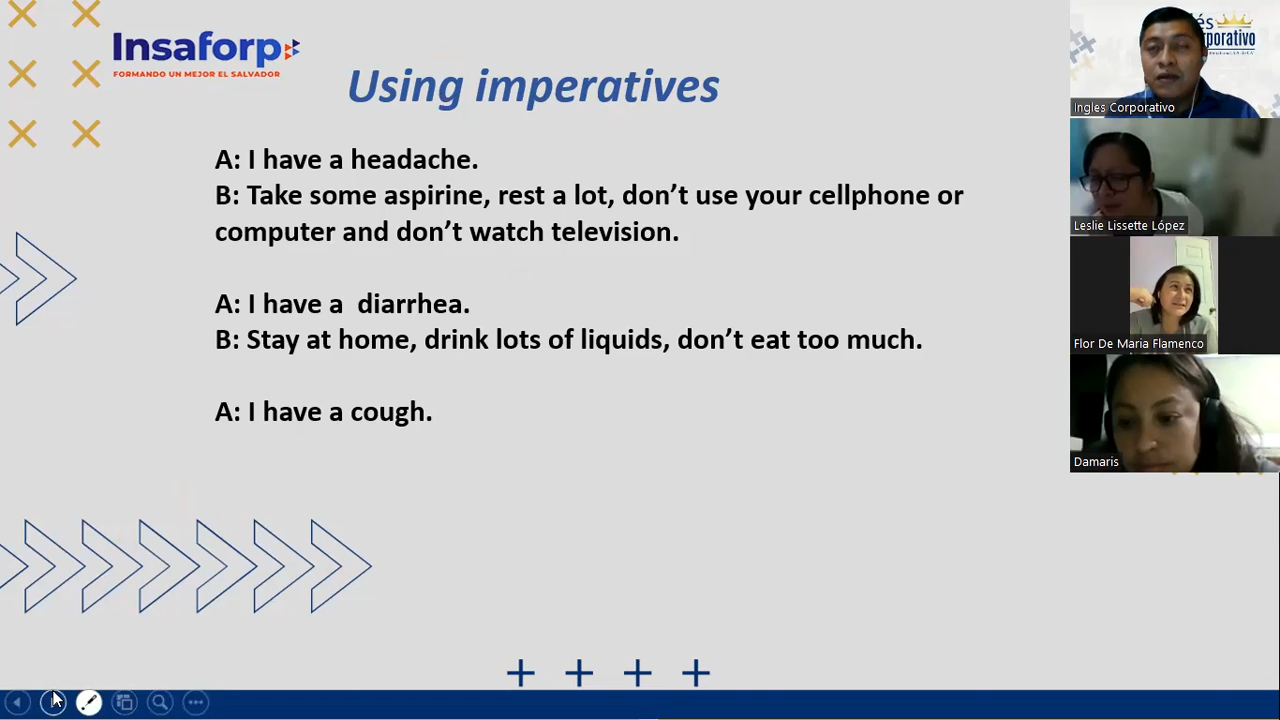 Insaforp
FORMANDO UN MEJOR EL SALVADOR
Using imperatives
A: I have a headache.
B: Take some aspirine, rest a lot, don’t use your cellphone or
computer and don’t watch television.
A: I have a  diarrhea.
B: Stay at home, drink lots of liquids, don’t eat too much.
A: I have a cough.
Ingles Corporativo
Leslie Lissette López
Flor De Maria Flamenco
Damaris